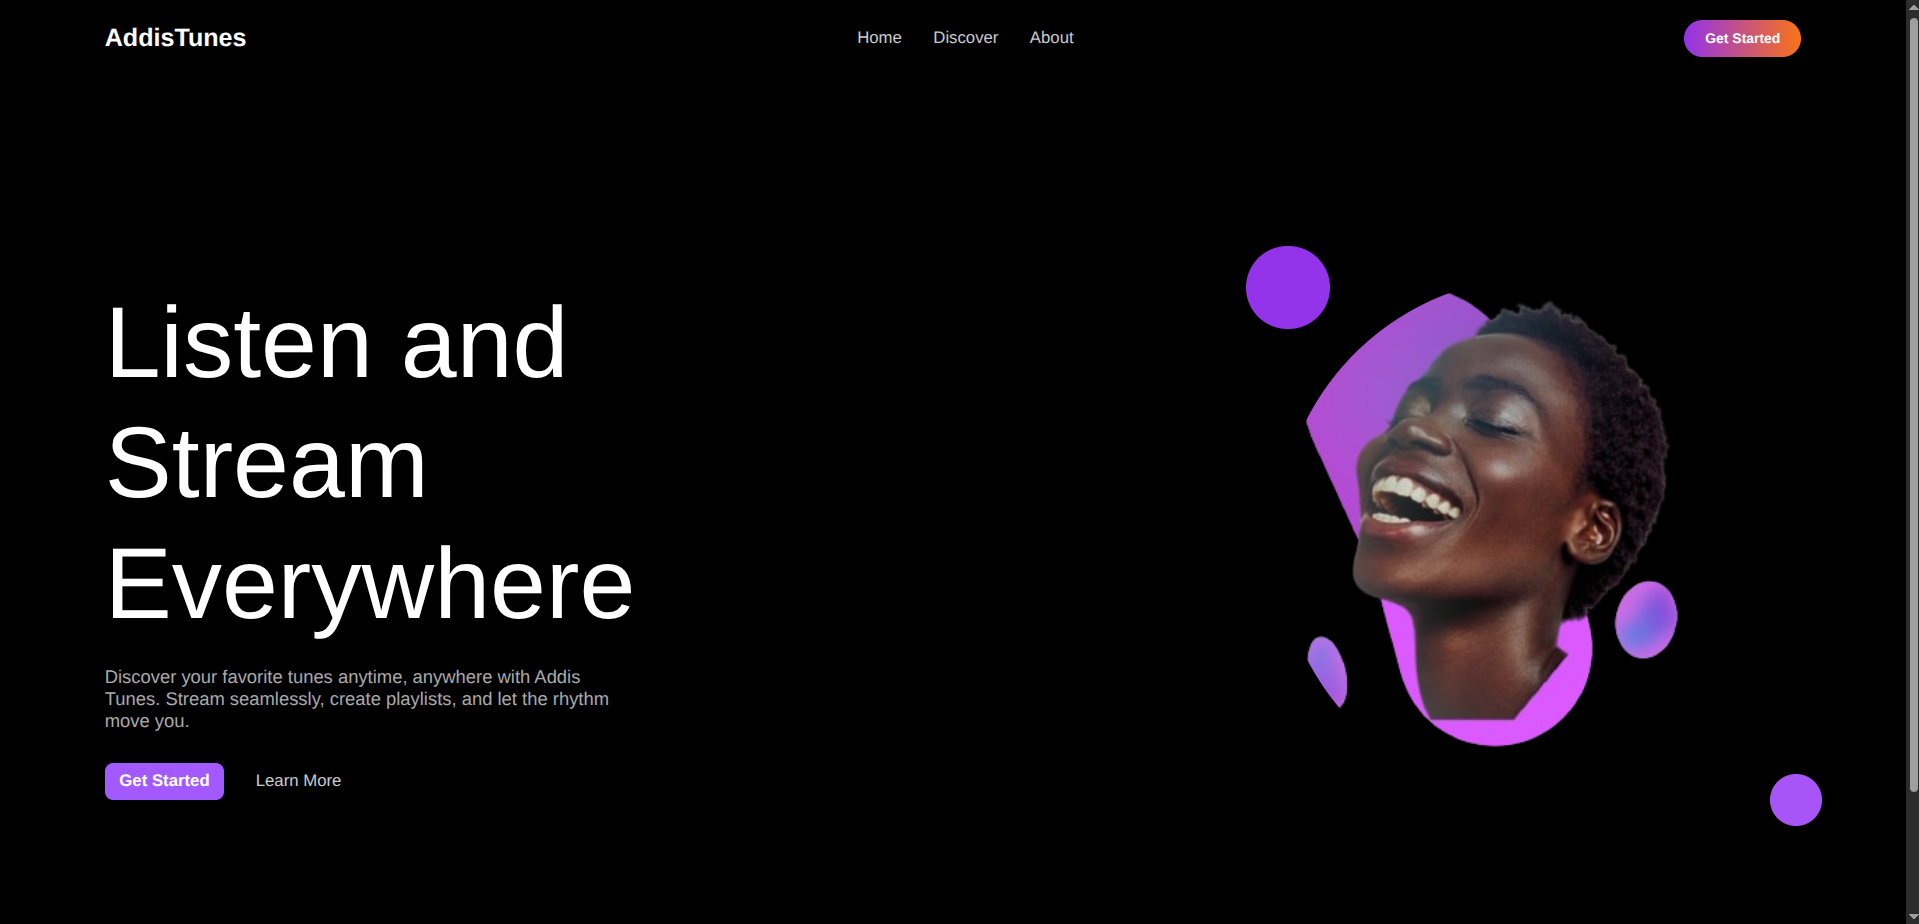 AddisTunes
Home
Discover
About
Get Started
Listen and
Stream
Everywhere
Discover your favorite tunes anytime, anywhere with Addis
Tunes. Stream seamlessly, create playlists, and let the rhythm
move you.
Get Started
Learn More